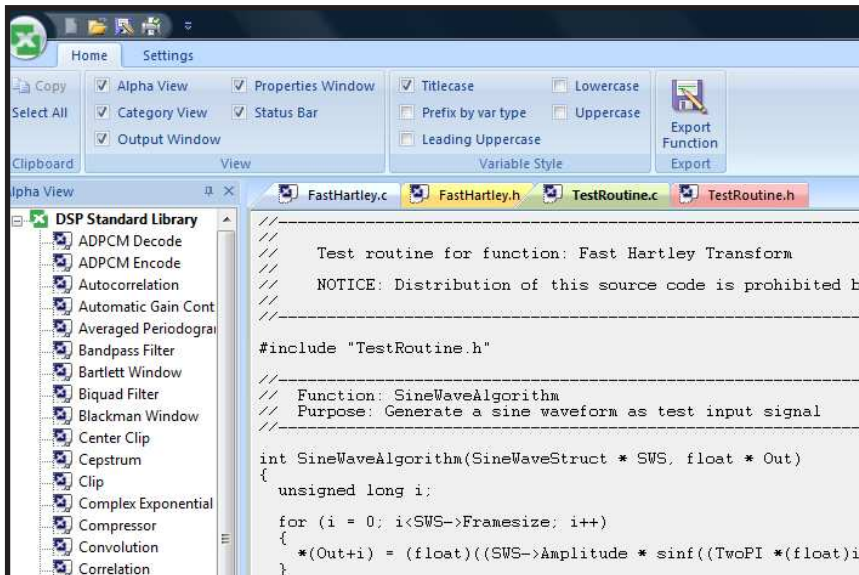 Home Settings
Copy Alpha View Properties Window Titlecase Lowercase
Select All Category View Status Bar Prefix by var type Uppercase
Output Window Leading Uppercase Export Function
Clipboard View Variable Style Export
lpha View FastHartley.c FastHartley.h TestRoutine.c TestRoutine.h
DSP Standard Library
ADPCM Decode
ADPCM Encode
Autocorrelation
Automatic Gain Cont
Averaged Periodogra
Bandpass Filter
Bartlett Window
Biquad Filter
Blackman Window
Center Clip
Cepstrum
Clip
Complex Exponential
Compressor
Convolution
Correlation
//----------------------------------------
//
// Test routine for function: Fast Hartley Transform
//
// NOTICE: Distribution of this source code is prohibited b
//
//----------------------------------------
#include "TestRoutine.h"
//----------------------------------------
// Function: SineWaveAlgorithm
// Purpose: Generate a sine waveform as test input signal
//----------------------------------------
int SineWaveAlgorithm(SineWaveStruct * SWS, float * Out)
{
unsigned long i;
for (i = 0; i<SWS->Framesize; i++)
{
*(Out+i) = (float)((SWS->Amplitude * sinf((TwoPI *(float)i
}